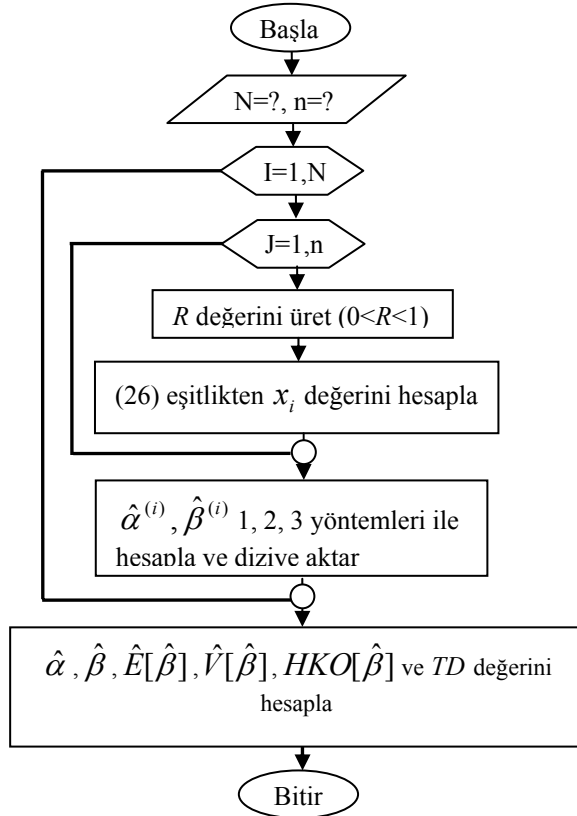 Başla
N=?, n=?
I=1,N
J=1,n
R değerini üret (0<R<1)
(26) eşitlikten x_i değerini hesapla
α̂^(i) , β̂^(i) 1, 2, 3 yöntemleri ile
hesapla ve diziye aktar
α̂ , β̂ , Ê[β̂] , V̂[β̂] , HKO[β̂] ve TD değerini
hesapla
Bitir